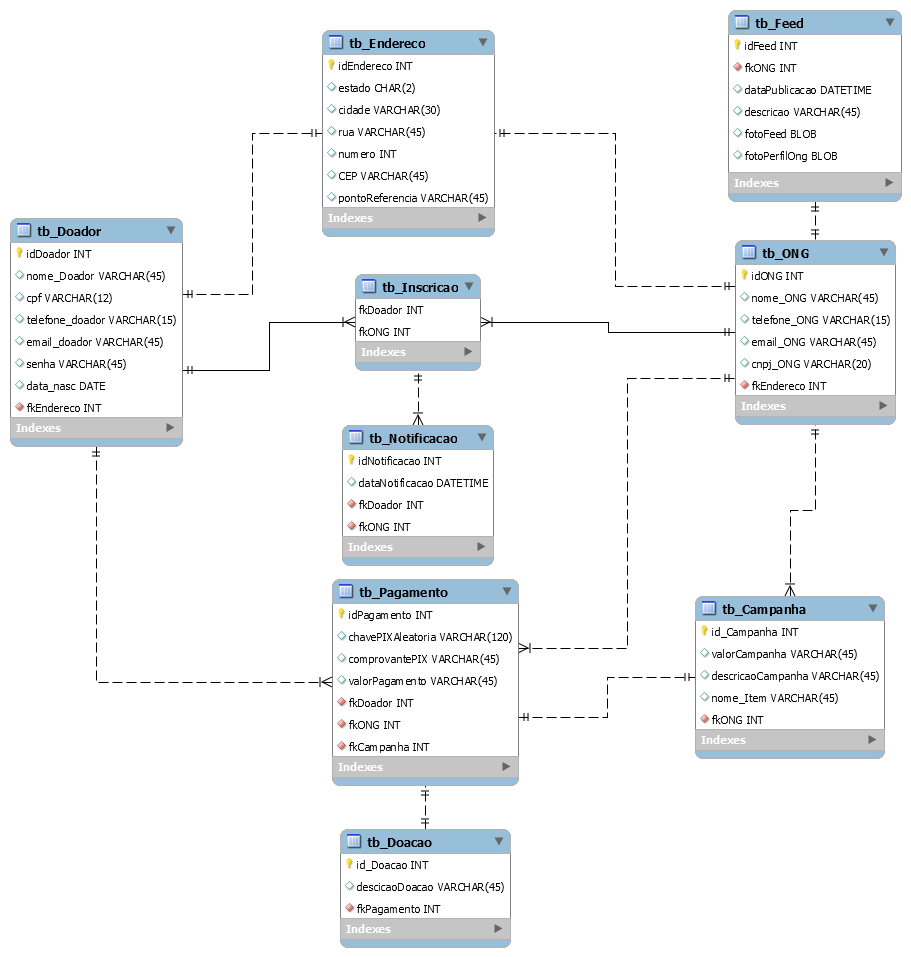 tb_Endereco
idEndereco INT
estado CHAR(2)
cidade VARCHAR(30)
rua VARCHAR(45)
numero INT
CEP VARCHAR(45)
pontoReferencia VARCHAR(45)
Indexes
tb_Feed
idFeed INT
fkONG INT
dataPublicacao DATETIME
descricao VARCHAR(45)
fotoFeed BLOB
fotoPerfilOng BLOB
Indexes
tb_Doador
idDoador INT
nome_Doador VARCHAR(45)
cpf VARCHAR(12)
telefone_doador VARCHAR(15)
email_doador VARCHAR(45)
senha VARCHAR(45)
data_nasc DATE
fkEndereco INT
Indexes
tb_Inscricao
fkDoador INT
fkONG INT
Indexes
tb_ONG
idONG INT
nome_ONG VARCHAR(45)
telefone_ONG VARCHAR(15)
email_ONG VARCHAR(45)
cnpj_ONG VARCHAR(20)
fkEndereco INT
Indexes
tb_Notificacao
idNotificacao INT
dataNotificacao DATETIME
fkDoador INT
fkONG INT
Indexes
tb_Pagamento
idPagamento INT
chavePIXAleatoria VARCHAR(120)
comprovantePIX VARCHAR(45)
valorPagamento VARCHAR(45)
fkDoador INT
fkONG INT
fkCampanha INT
Indexes
tb_Campanha
id_Campanha INT
valorCampanha VARCHAR(45)
descricaoCampanha VARCHAR(45)
nome_Item VARCHAR(45)
fkONG INT
Indexes
tb_Doacao
id_Doacao INT
descicaoDoacao VARCHAR(45)
fkPagamento INT
Indexes